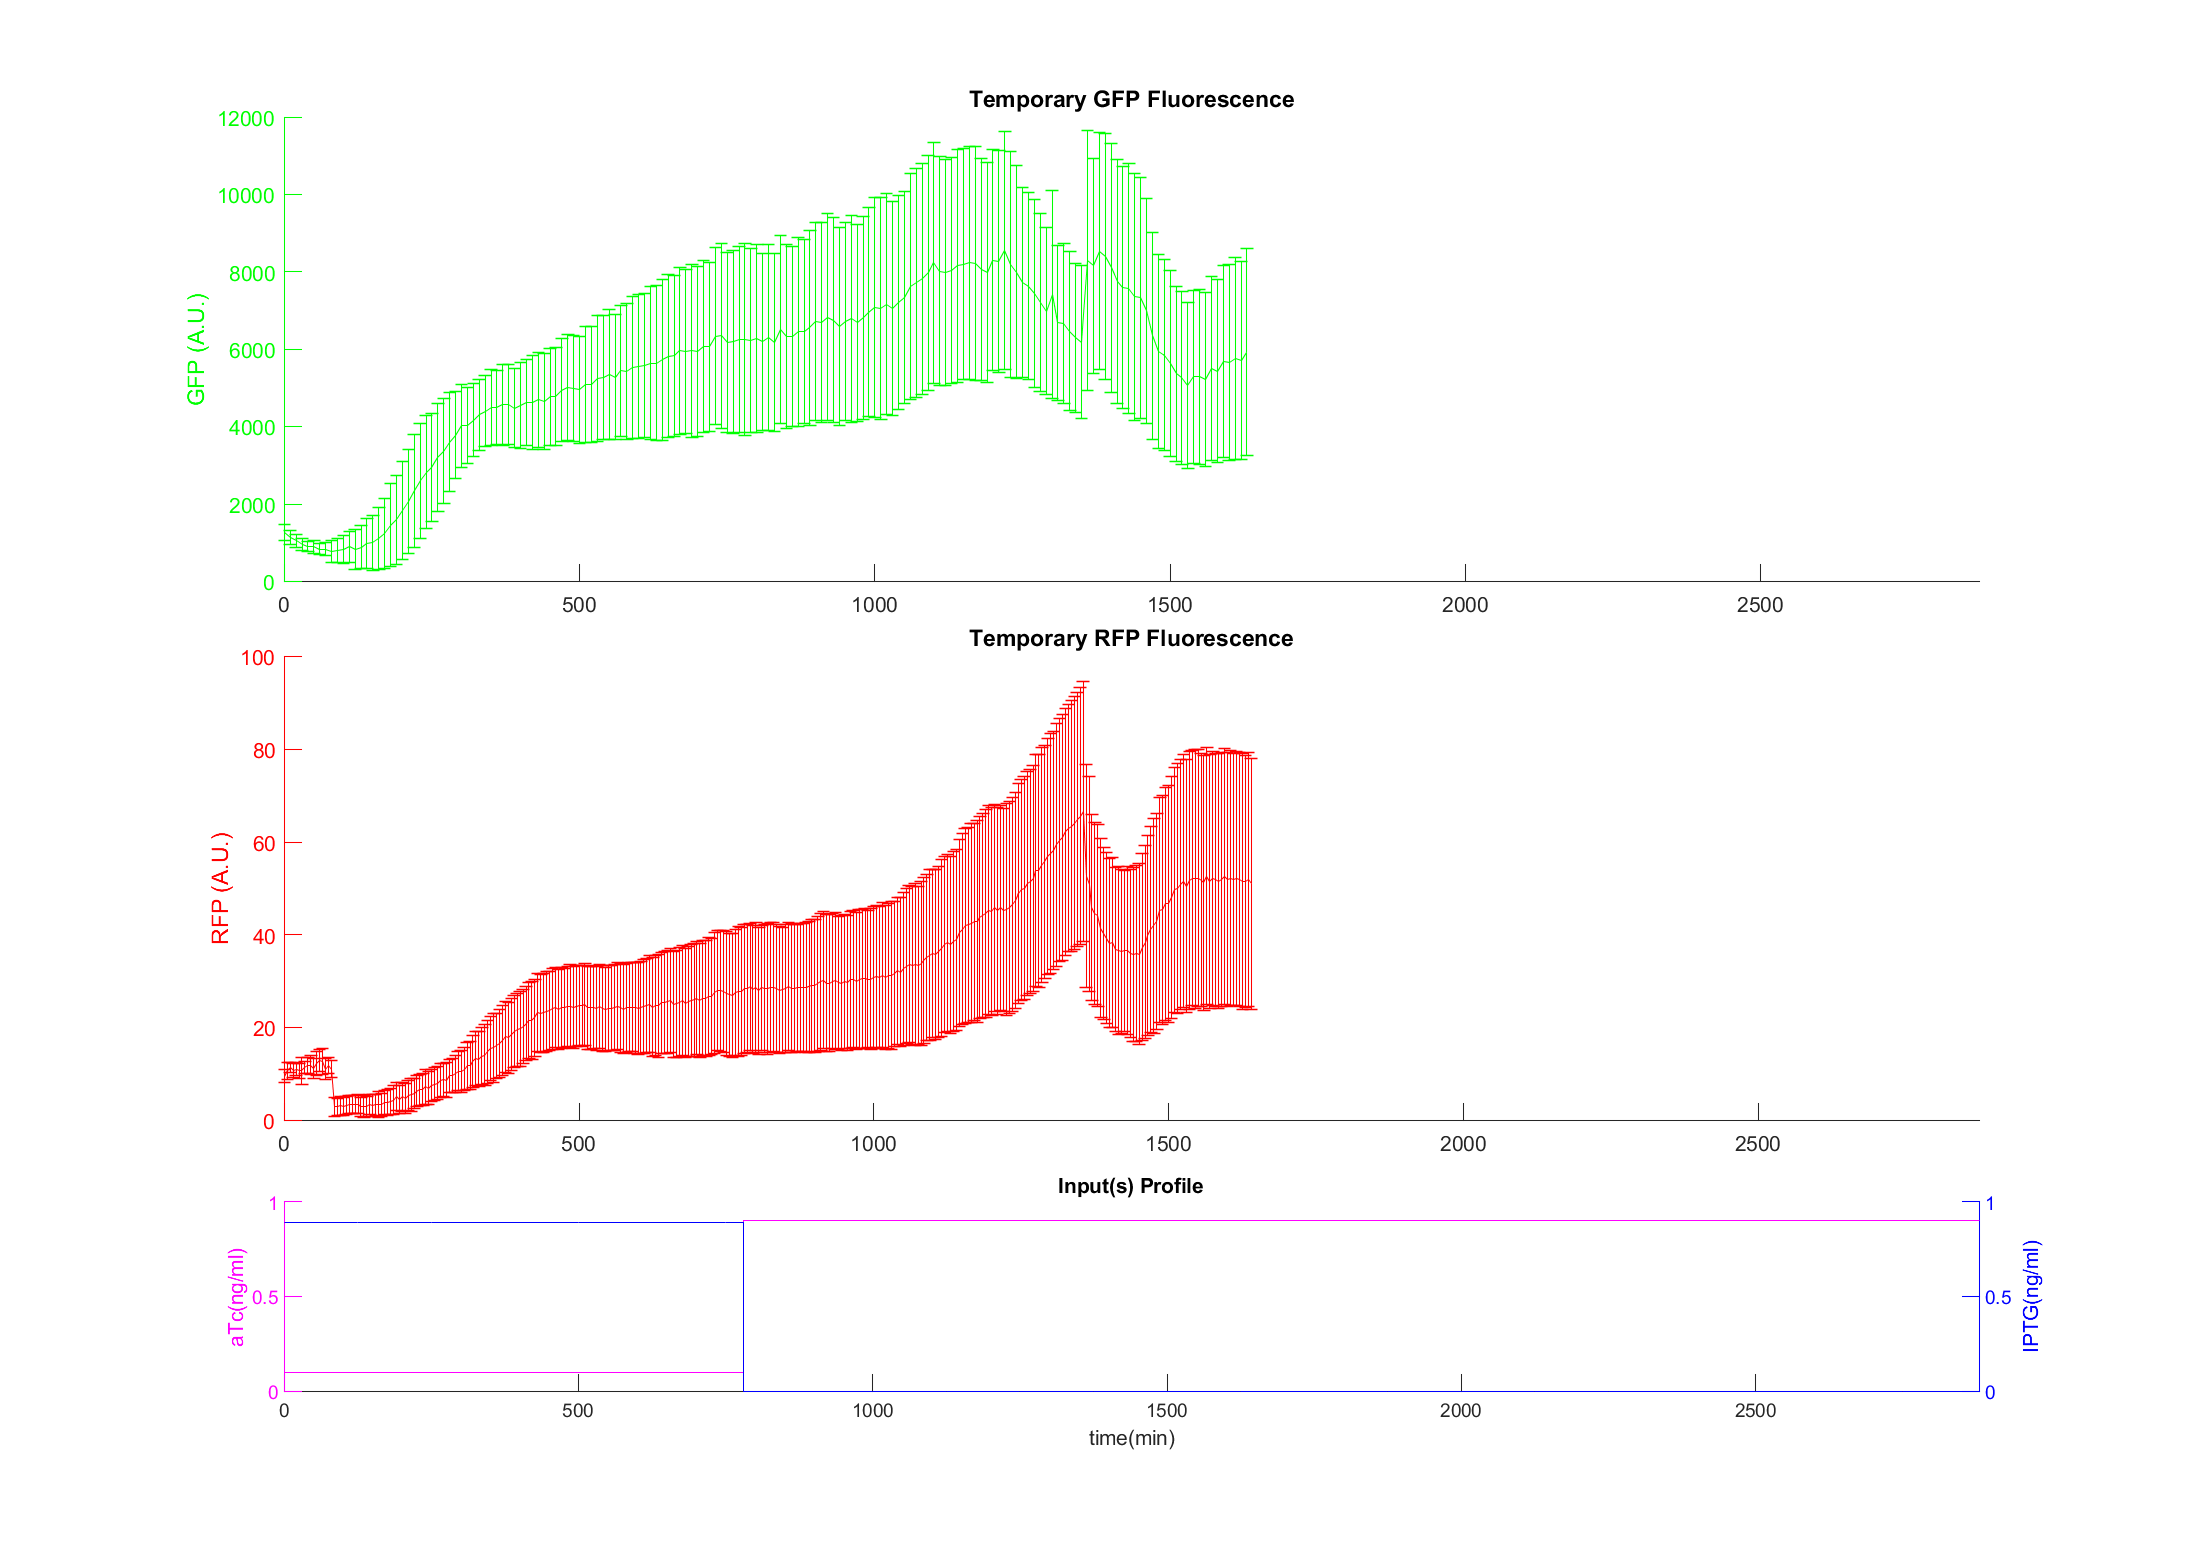 Temporary GFP Fluorescence
12000
10000
8000
6000
4000
2000
0
GFP (A.U.)
0 500 1000 1500 2000 2500
Temporary RFP Fluorescence
100
80
60
40
20
0
RFP (A.U.)
0 500 1000 1500 2000 2500
Input(s) Profile
1
0.5
0
aTc(ng/ml)
1
0.5
0
IPTG(ng/ml)
0 500 1000 1500 2000 2500
time(min)